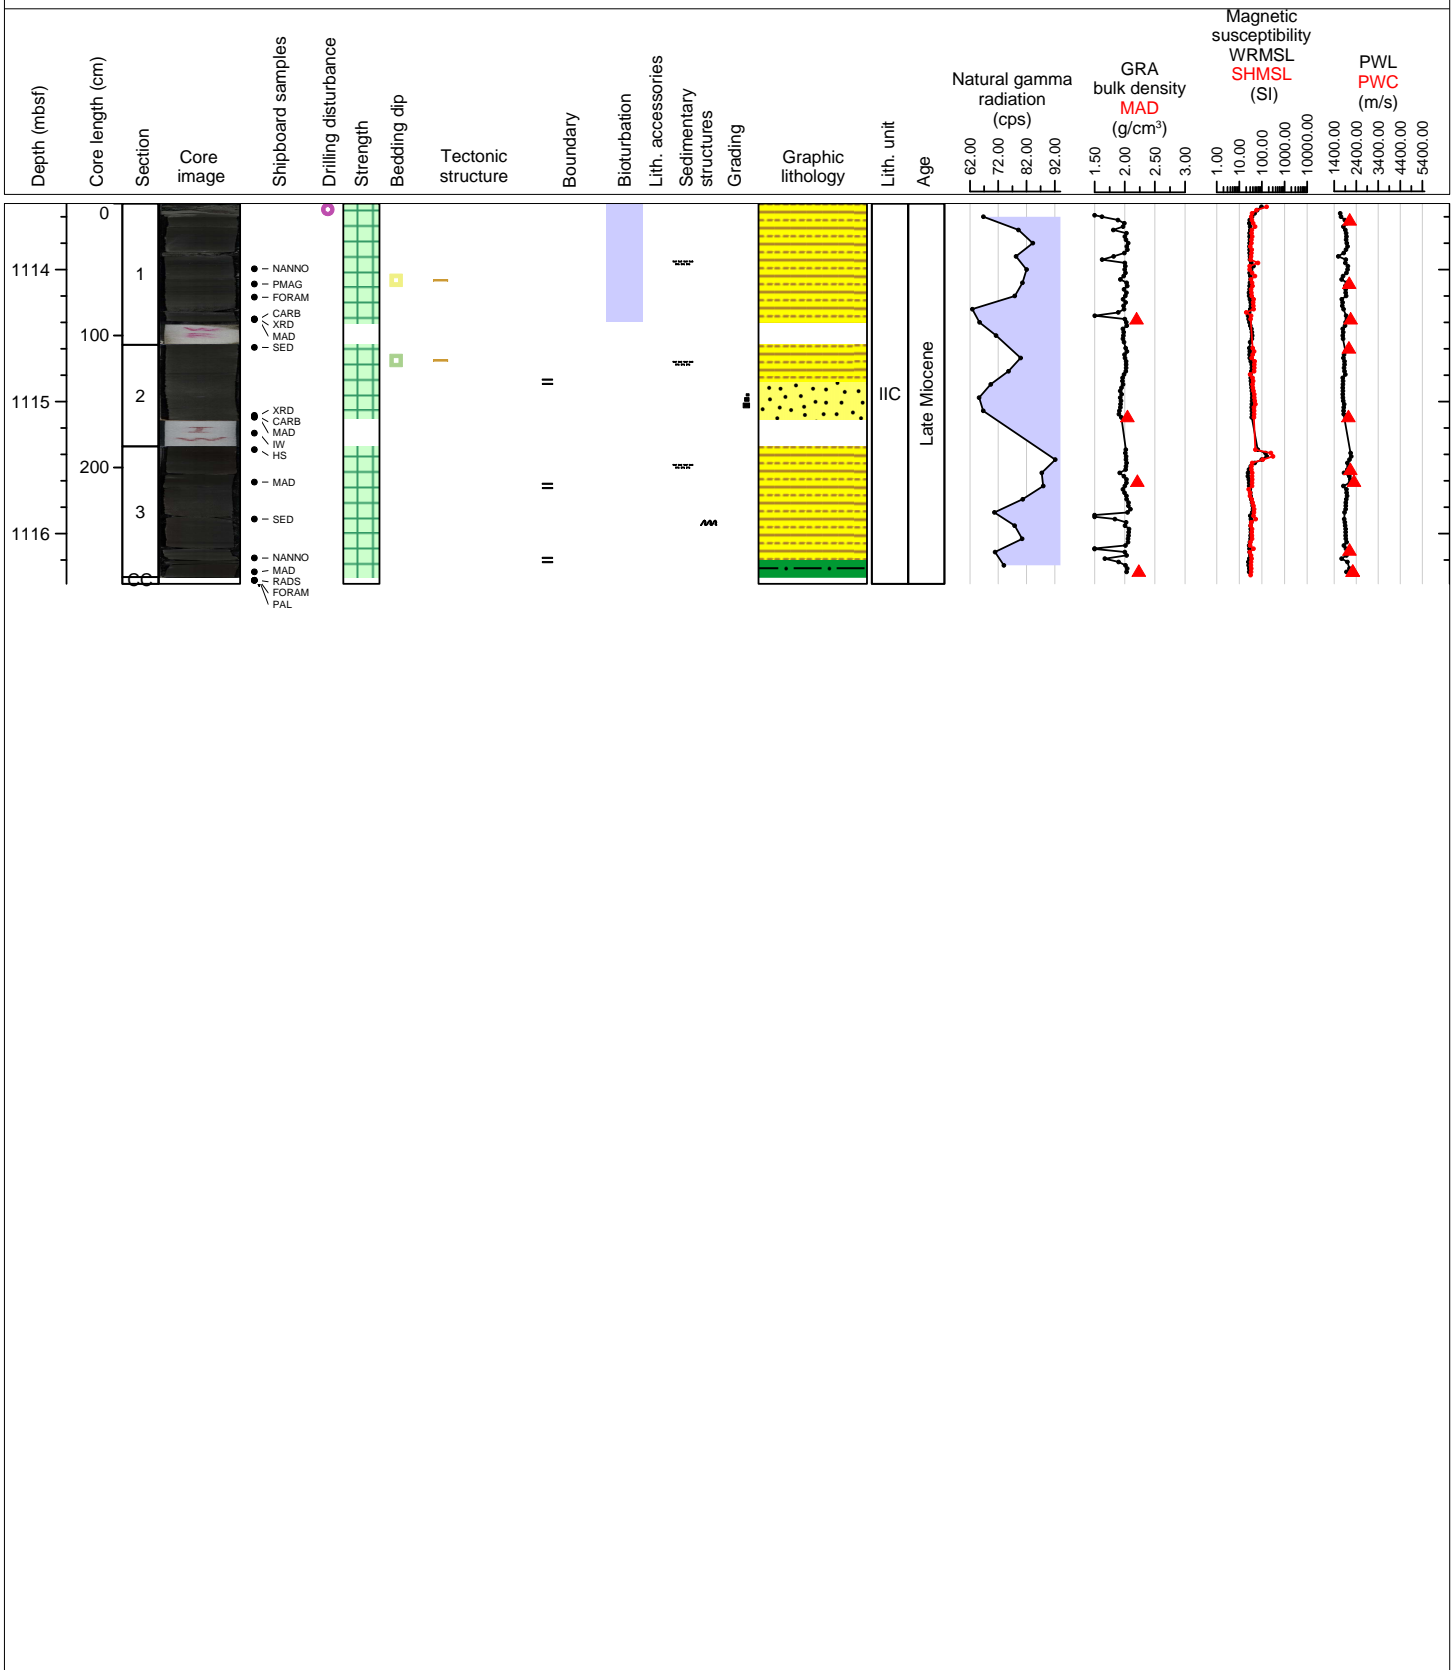 Depth (mbsf)
Core length (cm)
Section
Core
image
Shipboard samples
Drilling disturbance
Strength
Bedding dip
Tectonic
structure
Boundary
Bioturbation
Lith. accessories
Sedimentary
structures
Grading
Graphic
lithology
Lith. unit
Age
Natural gamma
radiation
(cps)
62.00
72.00
82.00
92.00
GRA
bulk density
MAD
(g/cm³)
1.50
2.00
2.50
3.00
Magnetic
susceptibility
WRMSL
SHMSL
(SI)
1.00
10.00
100.00
1000.00
10000.00
PWL
PWC
(m/s)
1400.00
2400.00
3400.00
4400.00
5400.00
1114
1115
1116
0
100
200
1
2
3
CC
NANNO
PMAG
FORAM
CARB
XRD
MAD
SED
XRD
CARB
MAD
IW
HS
MAD
SED
NANNO
MAD
RADS
FORAM
PAL
IIC
Late Miocene